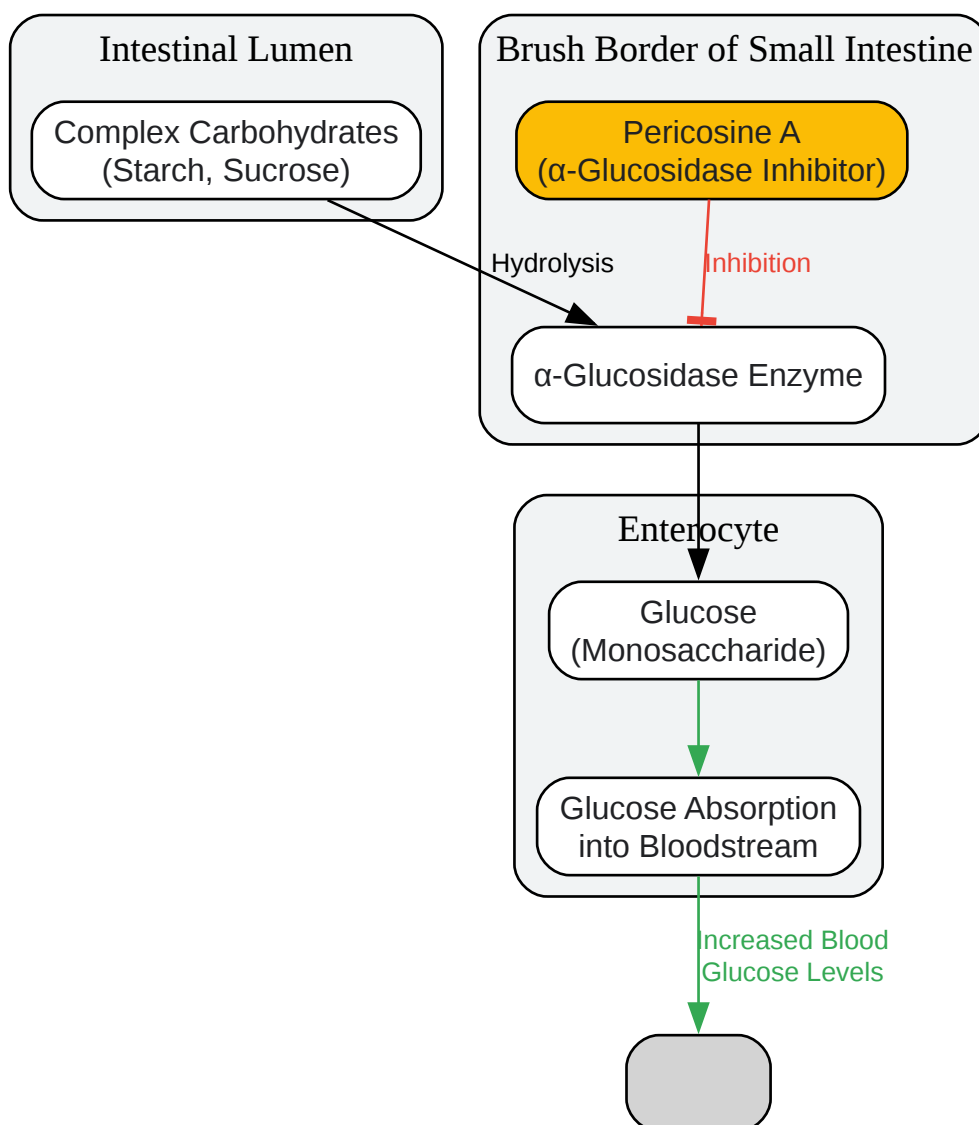 Intestinal Lumen
Complex Carbohydrates
(Starch, Sucrose)
Brush Border of Small Intestine
Pericosine A
(α-Glucosidase Inhibitor)
Hydrolysis
Inhibition
α-Glucosidase Enzyme
Enterocyte
Glucose
(Monosaccharide)
Glucose Absorption
into Bloodstream
Increased Blood
Glucose Levels